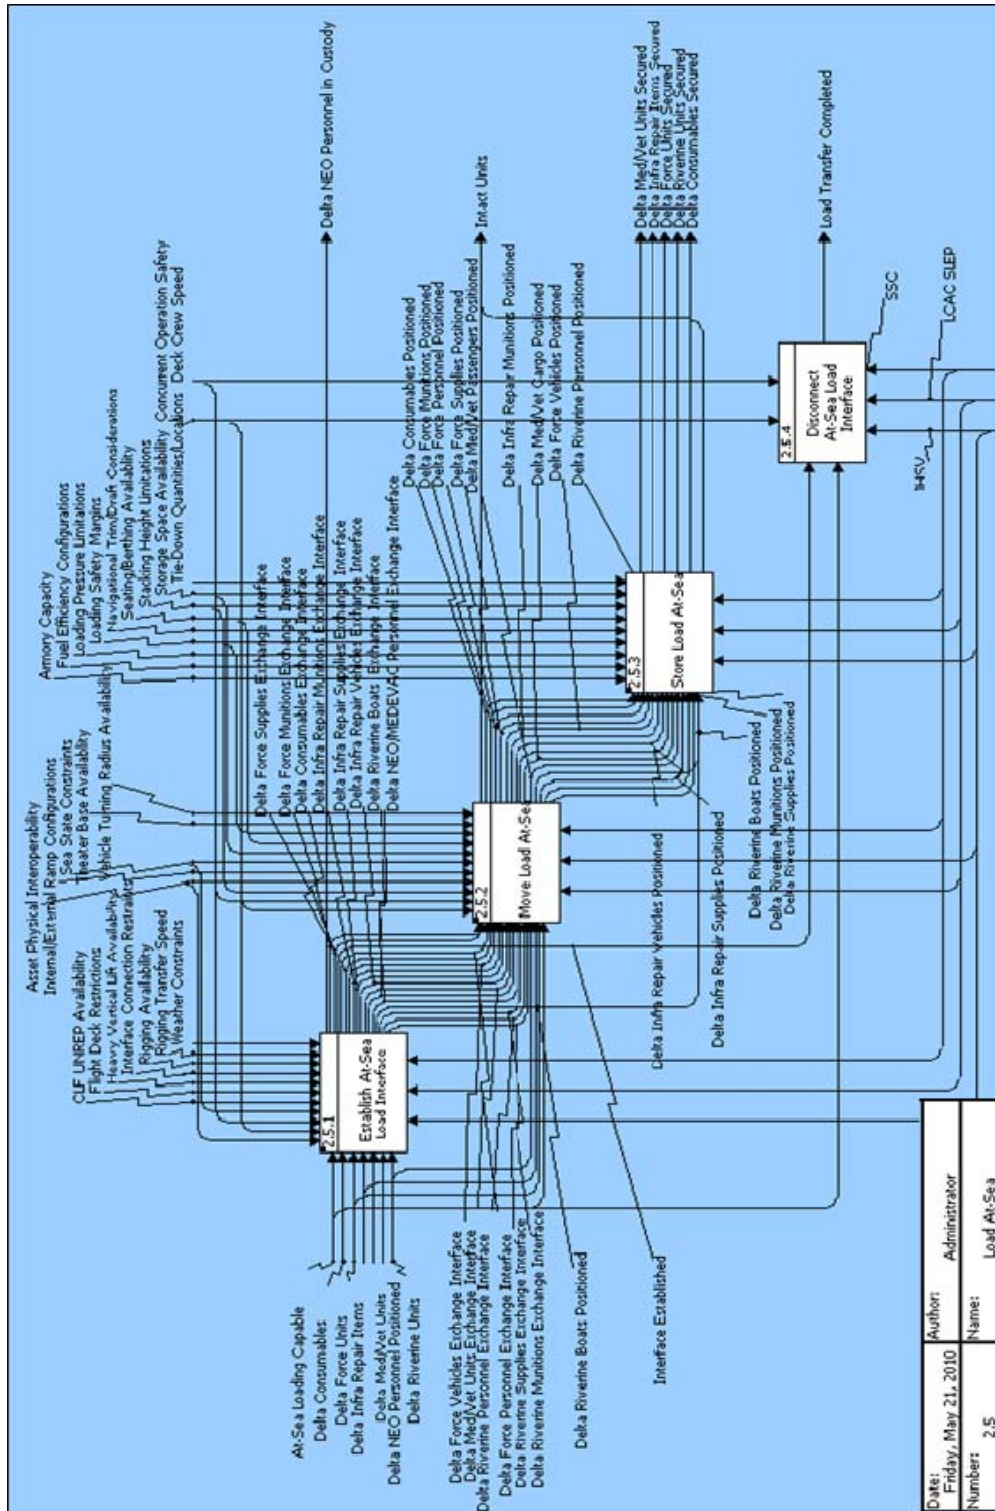 Asset Physical Interoperability
Internal/External Ramp Configurations
Sea State Constraints
Theater Base Availability
Vehicle Turning Radius Availability
Armory Capacity
Fuel Efficiency Configurations
Loading Pressure Limitations
Loading Safety Margins
Navigational Trim/Draft Considerations
Seating/Berthing Availablity
Stacking Height Limitations
Storage Space Availability
Concurrent Operation Safety
Tie-Down Quantities/Locations
Deck Crew Speed
CLIF UNREP Availability
Flight Deck Restrictions
Heavy Vertical Lift Availability
Interface Connection Restraints
Rigging Availability
Rigging Transfer Speed
Weather Constraints
Delta Force Supplies Exchange Interface
Delta Force Munitions Exchange Interface
Delta Consumables Exchange Interface
Delta Infra Repair Munitions Exchange Interface
Delta Infra Repair Supplies Exchange Interface
Delta Infra Repair Vehicles Exchange Interface
Delta Riverine Boats Exchange Interface
Delta NEO/MEDEVAC Personnel Exchange Interface
Delta NEO Personnel in Custody
2.5.1
Establish At-Sea
Load Interface
At-Sea Loading Capable
Delta Consumables
Delta Force Units
Delta Infra Repair Items
Delta Med/Vet Units
Delta NEO Personnel Positioned
Delta Riverine Units
Delta Consumables Positioned
Delta Force Munitions Positioned
Delta Force Personnel Positioned
Delta Force Supplies Positioned
Delta Med/Vet Passengers Positioned
Intact Units
Delta Infra Repair Munitions Positioned
Delta Med/Vet Cargo Positioned
Delta Force Vehicles Positioned
Delta Riverine Personnel Positioned
2.5.2
Move Load At-Sea
Delta Force Vehicles Exchange Interface
Delta Med/Vet Units Exchange Interface
Delta Riverine Personnel Exchange Interface
Delta Force Personnel Exchange Interface
Delta Riverine Supplies Exchange Interface
Delta Riverine Munitions Exchange Interface
Delta Riverine Boats Positioned
Interface Established
2.5.3
Store Load At-Sea
Delta Med/Vet Units Secured
Delta Infra Repair Items Secured
Delta Force Units Secured
Delta Riverine Units Secured
Delta Consumables Secured
Delta Infra Repair Vehicles Positioned
Delta Infra Repair Supplies Positioned
Delta Riverine Boats Positioned
Delta Riverine Munitions Positioned
Delta Riverine Supplies Positioned
2.5.4
Disconnect
At-Sea Load
Interface
Load Transfer Completed
SSC
LCAC SLEP
Date:
Friday, May 21, 2010
Author:
Administrator
Number:
2.5
Name:
Load At-Sea